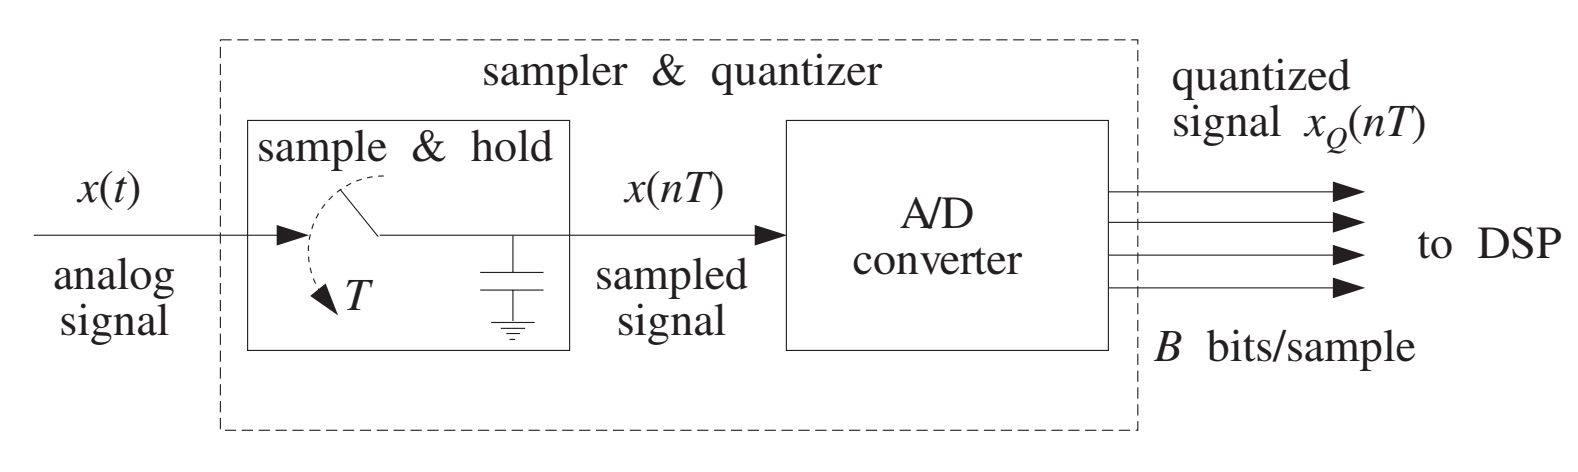 sampler & quantizer
quantized
signal x_Q(nT)
sample & hold
x(t)
x(nT)
A/D
converter
to DSP
analog
signal
T
sampled
signal
B bits/sample